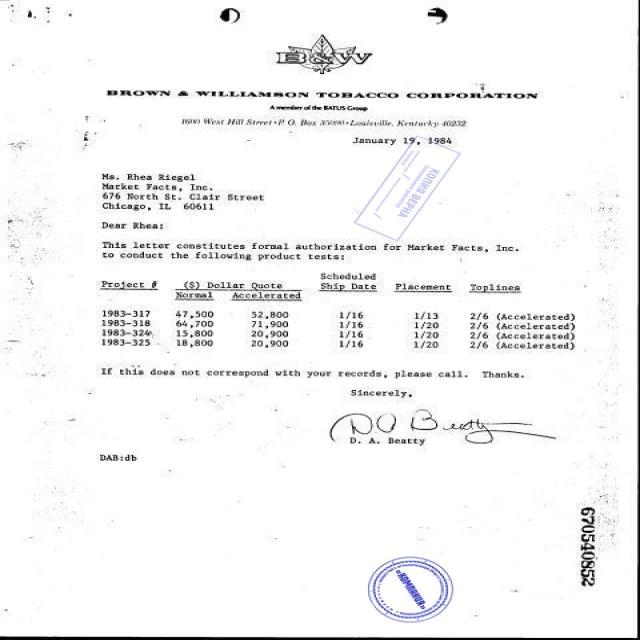 B&W
BROWN & WILLIAMSON TOBACCO CORPORATION
A member of the BATUS Group
1600 West Hill Street • P. O. Box 35090 • Louisville, Kentucky 40232
January 19, 1984
КОПИЯ ВЕРНА
Ms. Rhea Riegel
Market Facts, Inc.
676 North St. Clair Street
Chicago, IL 60611
Dear Rhea:
This letter constitutes formal authorization for Market Facts, Inc.
to conduct the following product tests:
Project # ($) Dollar Quote Scheduled Ship Date Placement Toplines
Normal Accelerated
1983-317 47,500 52,800 1/16 1/13 2/6 (Accelerated)
1983-318 64,700 71,900 1/16 1/20 2/6 (Accelerated)
1983-324 15,800 20,900 1/16 1/20 2/6 (Accelerated)
1983-325 18,800 20,900 1/16 1/20 2/6 (Accelerated)
If this does not correspond with your records, please call. Thanks.
Sincerely,
D A Beatty
D. A. Beatty
DAB:db
670540852
"КОМПАНИЯ"